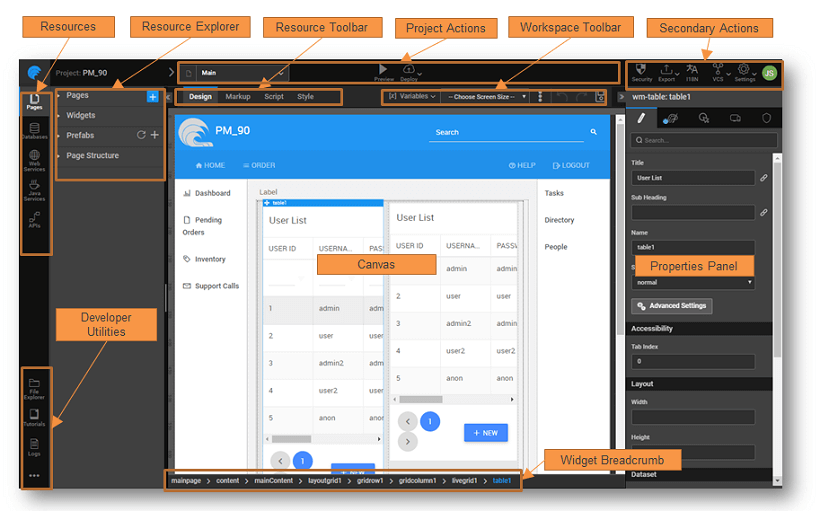 Resources
Resource Explorer
Resource Toolbar
Project Actions
Workspace Toolbar
Secondary Actions
Project: PM_90
Main
Preview
Deploy
Security
Export
I18N
VCS
Settings
JS
Pages
Databases
Web Services
Java Services
APIs
Pages
Widgets
Prefabs
Page Structure
Design
Markup
Script
Style
[x] Variables
-- Choose Screen Size --
wm-table: table1
PM_90
Search
HOME
ORDER
HELP
LOGOUT
Dashboard
Pending Orders
Inventory
Support Calls
Label
table1
User List
USER ID
USERNA...
PASS
1
admin
adm
2
user
user
3
admin2
adm
4
user2
user
5
anon
anon
1
NEW
User List
USER ID
USERNA...
PASSW
admin
admin
2
user
user
3
admin2
admin
4
user2
user2
5
anon
anon
1
+ NEW
Tasks
Directory
People
Canvas
Search...
Title
User List
Sub Heading
Name
table1
Properties Panel
normal
Advanced Settings
Accessibility
Tab Index
0
Layout
Width
Height
Dataset
Developer Utilities
File Explorer
Tutorials
Logs
Widget Breadcrumb
mainpage > content > mainContent > layoutgrid1 > gridrow1 > gridcolumn1 > livegrid1 > table1